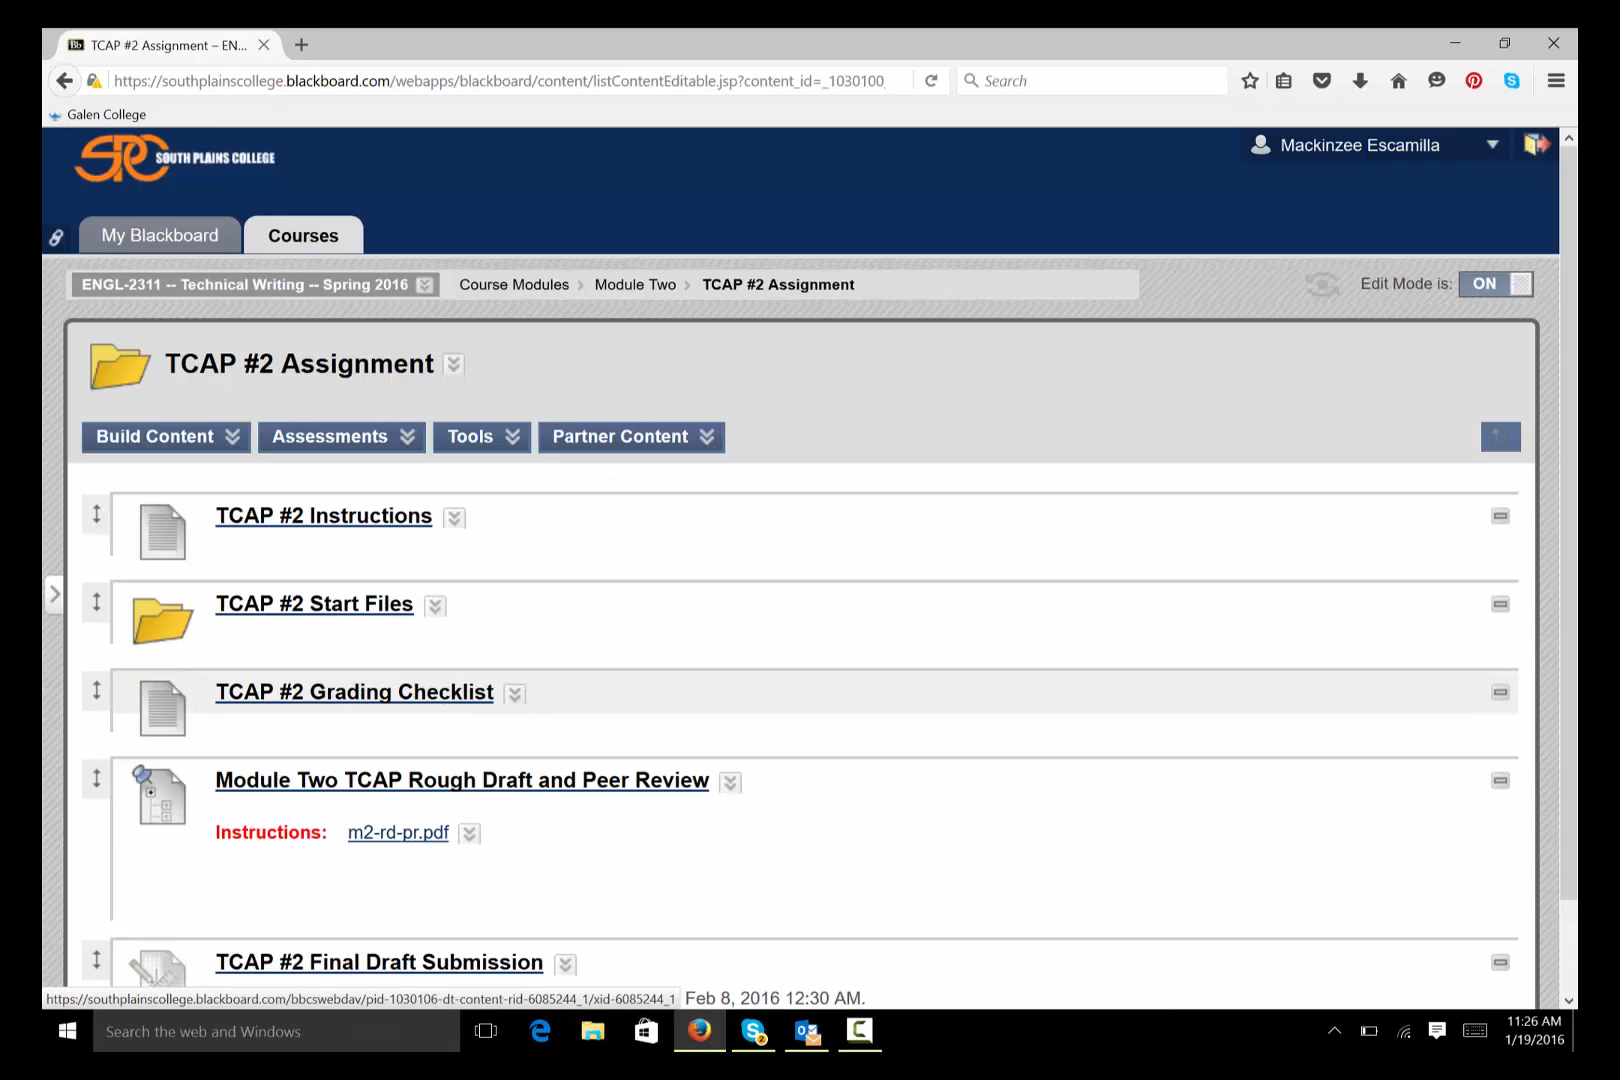 TCAP #2 Assignment – EN...
https://southplainscollege.blackboard.com/webapps/blackboard/content/listContentEditable.jsp?content_id=_1030100_
Search
Galen College
SPC SOUTH PLAINS COLLEGE
Mackinzee Escamilla
My Blackboard
Courses
ENGL-2311 -- Technical Writing -- Spring 2016
Course Modules
Module Two
TCAP #2 Assignment
Edit Mode is: ON
TCAP #2 Assignment
Build Content
Assessments
Tools
Partner Content
TCAP #2 Instructions
TCAP #2 Start Files
TCAP #2 Grading Checklist
Module Two TCAP Rough Draft and Peer Review
Instructions: m2-rd-pr.pdf
TCAP #2 Final Draft Submission
https://southplainscollege.blackboard.com/bbcswebdav/pid-1030106-dt-content-rid-6085244_1/xid-6085244_1
Feb 8, 2016 12:30 AM.
Search the web and Windows
11:26 AM
1/19/2016